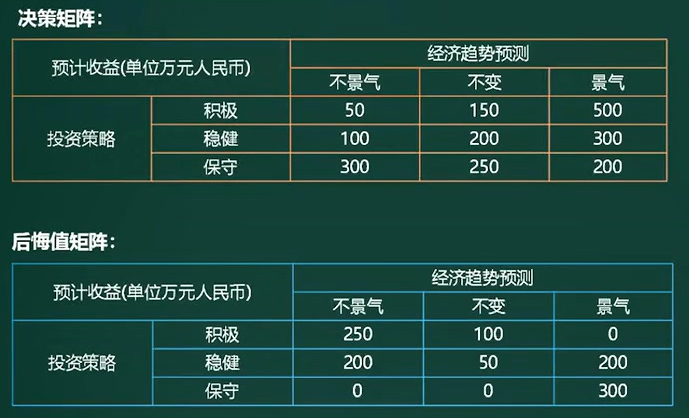 决策矩阵：
预计收益(单位万元人民币) 经济趋势预测
不景气 不变 景气
投资策略 积极 50 150 500
稳健 100 200 300
保守 300 250 200
后悔值矩阵：
预计收益(单位万元人民币) 经济趋势预测
不景气 不变 景气
投资策略 积极 250 100 0
稳健 200 50 200
保守 0 0 300